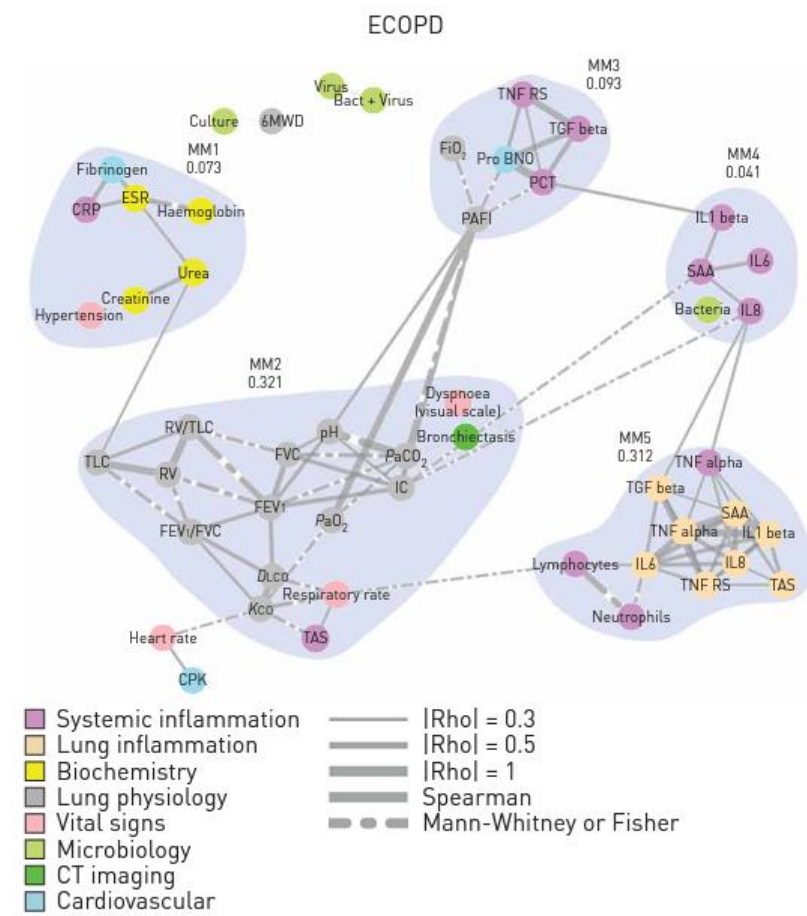 ECOPD
Virus
Bact + Virus
Culture
6MWD
MM1
0.073
Fibrinogen
ESR
CRP
Haemoglobin
Urea
Creatinine
Hypertension
MM3
0.093
TNF RS
TGF beta
FiO2
Pro BNO
PCT
PAFI
MM4
0.041
IL1 beta
SAA
IL6
Bacteria
IL8
MM2
0.321
Dyspnoea
(visual scale)
Bronchiectasis
RV/TLC
pH
TLC
FVC
PaCO2
RV
IC
FEV1
PaO2
FEV1/FVC
DLCO
Respiratory rate
KCO
TAS
Heart rate
CPK
MM5
0.312
TNF alpha
TGF beta
SAA
TNF alpha
IL1 beta
Lymphocytes
IL6
IL8
TNF RS
TAS
Neutrophils
Systemic inflammation
Lung inflammation
Biochemistry
Lung physiology
Vital signs
Microbiology
CT imaging
Cardiovascular
|Rho| = 0.3
|Rho| = 0.5
|Rho| = 1
Spearman
Mann-Whitney or Fisher